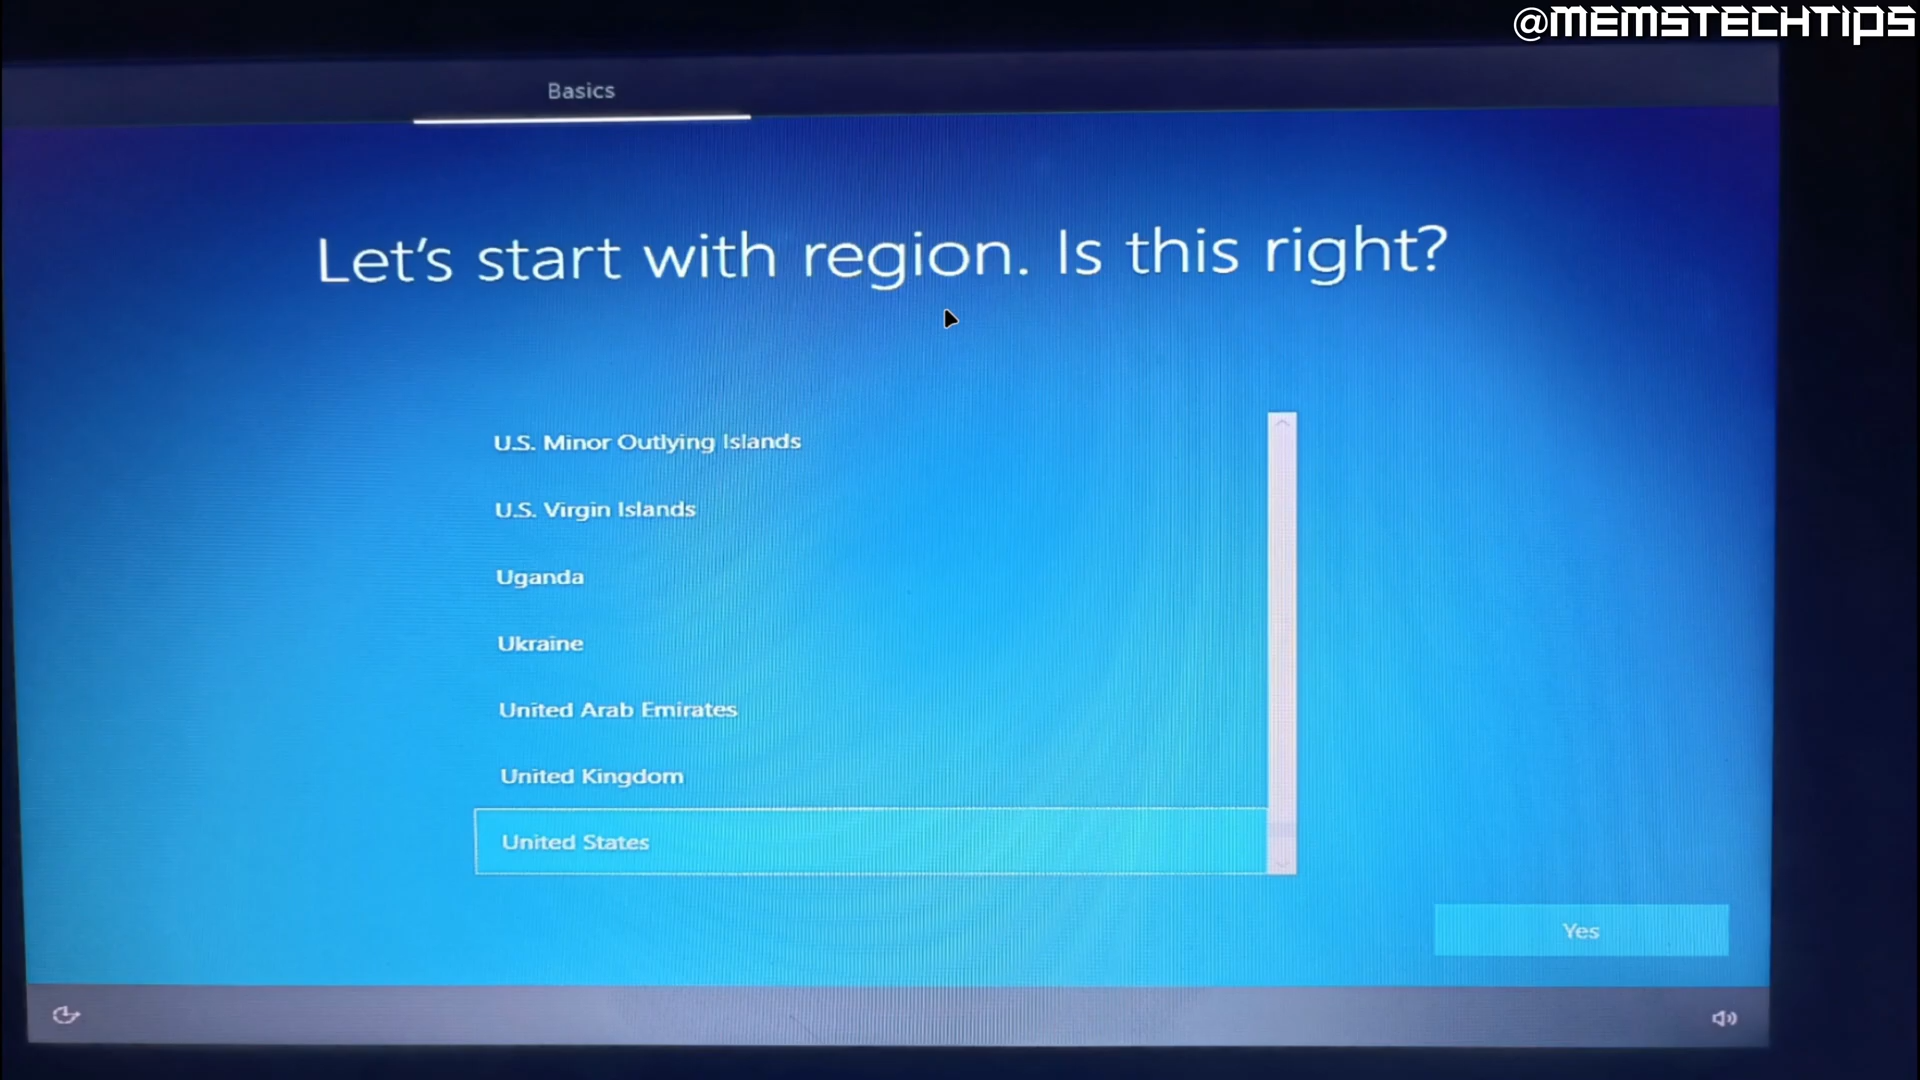 @MEMSTECHTIPS
Basics
Let's start with region. Is this right?
U.S. Minor Outlying Islands
U.S. Virgin Islands
Uganda
Ukraine
United Arab Emirates
United Kingdom
United States
Yes